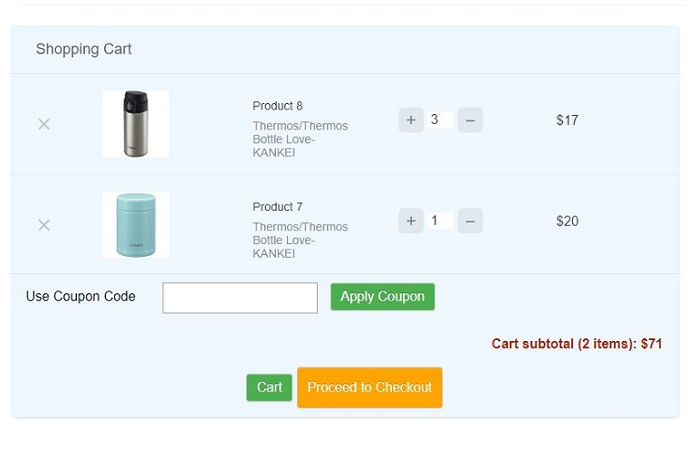 Shopping Cart
×
Product 8
Thermos/Thermos
Bottle Love-
KANKEI
+ 3 −
$17
×
Product 7
Thermos/Thermos
Bottle Love-
KANKEI
+ 1 −
$20
Use Coupon Code
Apply Coupon
Cart subtotal (2 items): $71
Cart
Proceed to Checkout